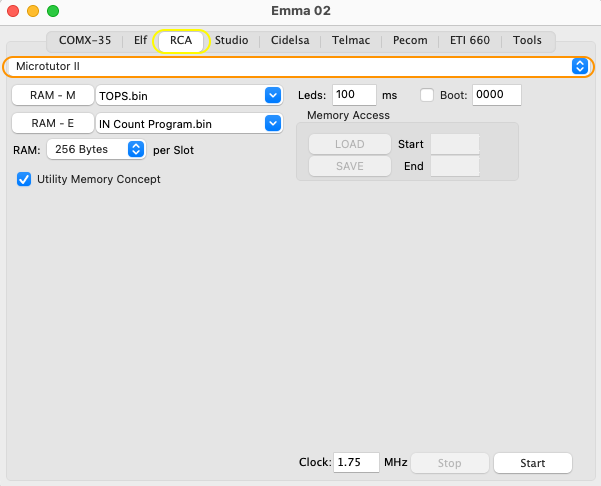 Emma 02
COMX-35 Elf RCA Studio Cidelsa Telmac Pecom ETI 660 Tools
Microtutor II
RAM - M TOPS.bin Leds: 100 ms Boot: 0000
RAM - E IN Count Program.bin Memory Access
LOAD Start
RAM: 256 Bytes per Slot
SAVE End
Utility Memory Concept
Clock: 1.75 MHz Stop Start